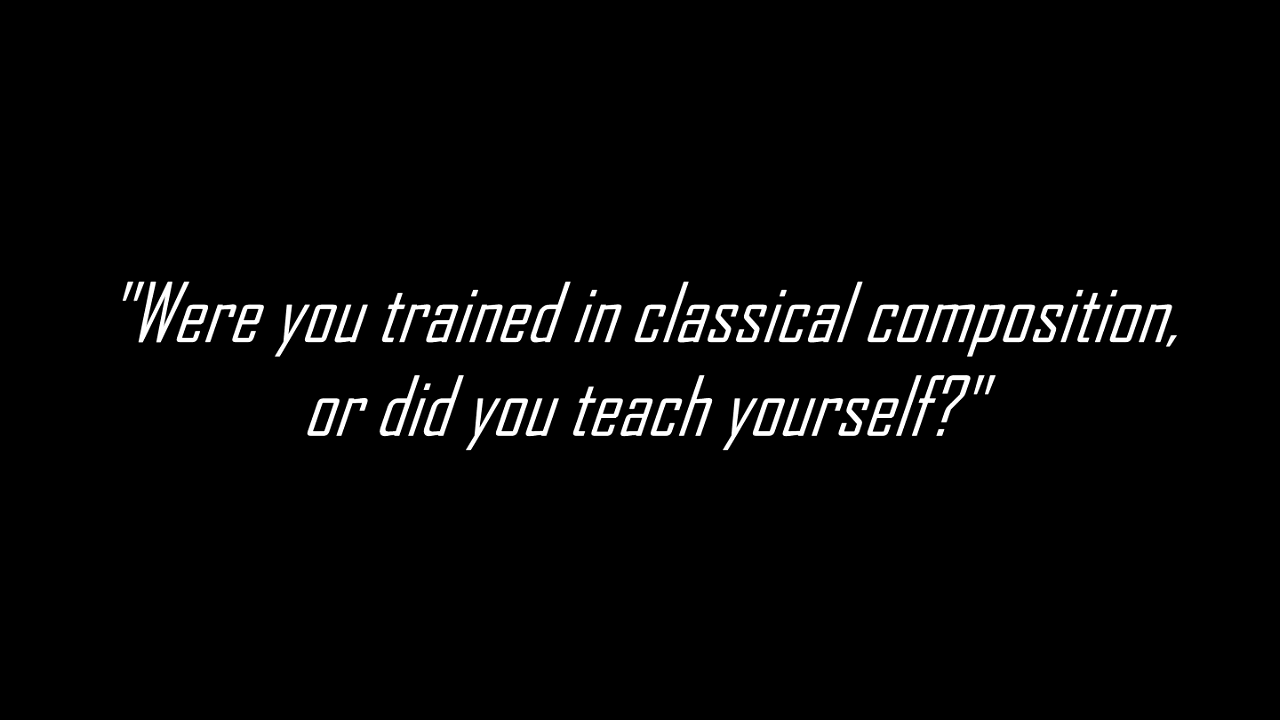 "Were you trained in classical composition,
or did you teach yourself?"